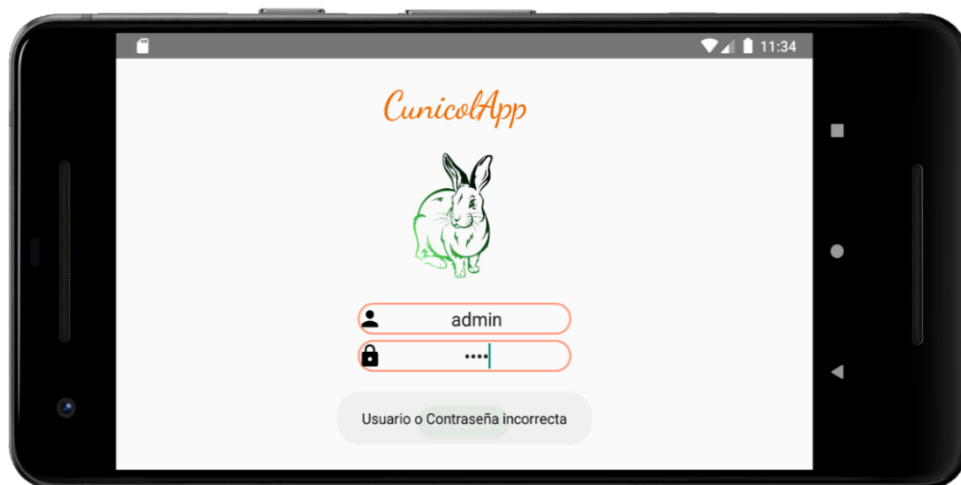 11:34
CunicolApp
admin
••••
Usuario o Contraseña incorrecta